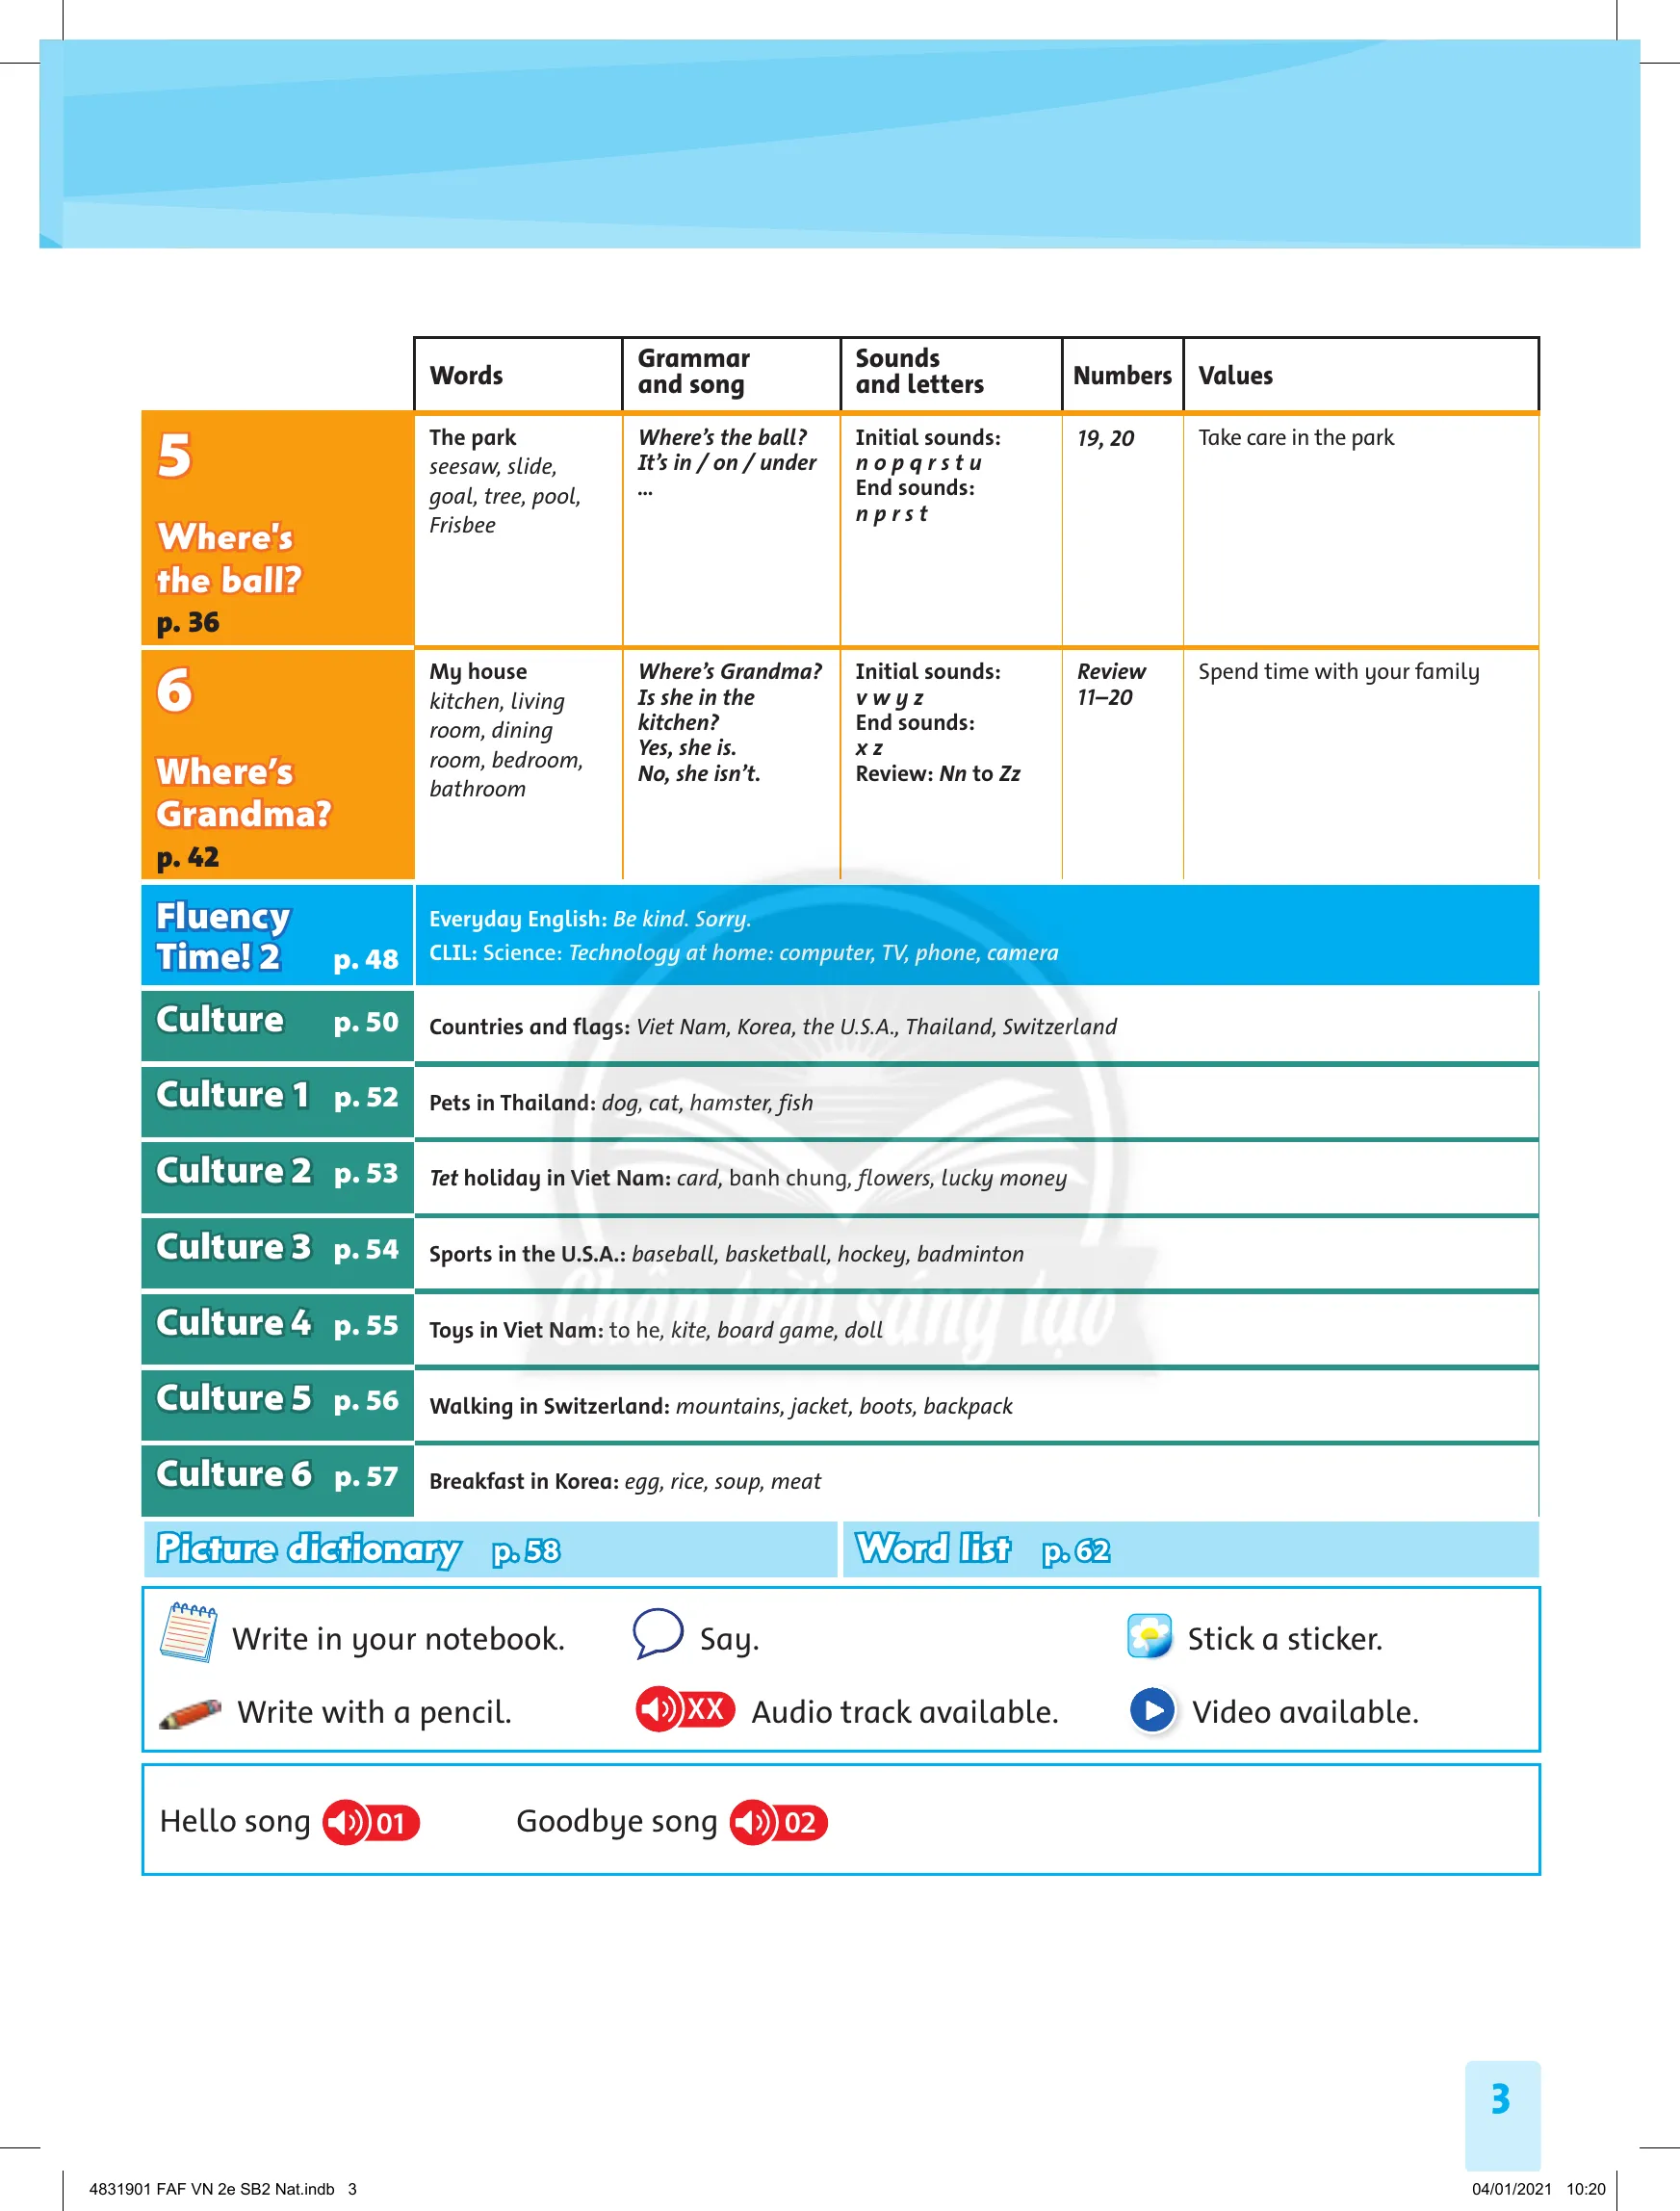 Words
Grammar
and song
Sounds
and letters
Numbers
Values
5
Where's
the ball?
p. 36
The park
seesaw, slide,
goal, tree, pool,
Frisbee
Where's the ball?
It's in / on / under
...
Initial sounds:
n o p q r s t u
End sounds:
n p r s t
19, 20
Take care in the park
6
Where's
Grandma?
p. 42
My house
kitchen, living
room, dining
room, bedroom,
bathroom
Where's Grandma?
Is she in the
kitchen?
Yes, she is.
No, she isn't.
Initial sounds:
v w y z
End sounds:
x z
Review: Nn to Zz
Review
11–20
Spend time with your family
Fluency
Time! 2 p. 48
Everyday English: Be kind. Sorry.
CLIL: Science: Technology at home: computer, TV, phone, camera
Culture p. 50
Countries and flags: Viet Nam, Korea, the U.S.A., Thailand, Switzerland
Culture 1 p. 52
Pets in Thailand: dog, cat, hamster, fish
Culture 2 p. 53
Tet holiday in Viet Nam: card, banh chung, flowers, lucky money
Culture 3 p. 54
Sports in the U.S.A.: baseball, basketball, hockey, badminton
Culture 4 p. 55
Toys in Viet Nam: to he, kite, board game, doll
Culture 5 p. 56
Walking in Switzerland: mountains, jacket, boots, backpack
Culture 6 p. 57
Breakfast in Korea: egg, rice, soup, meat
Chân trời sáng tạo
Picture dictionary p. 58
Word list p. 62
Write in your notebook.
Say.
Stick a sticker.
Write with a pencil.
XX Audio track available.
Video available.
Hello song 01
Goodbye song 02
3
4831901 FAF VN 2e SB2 Nat.indb 3
04/01/2021 10:20